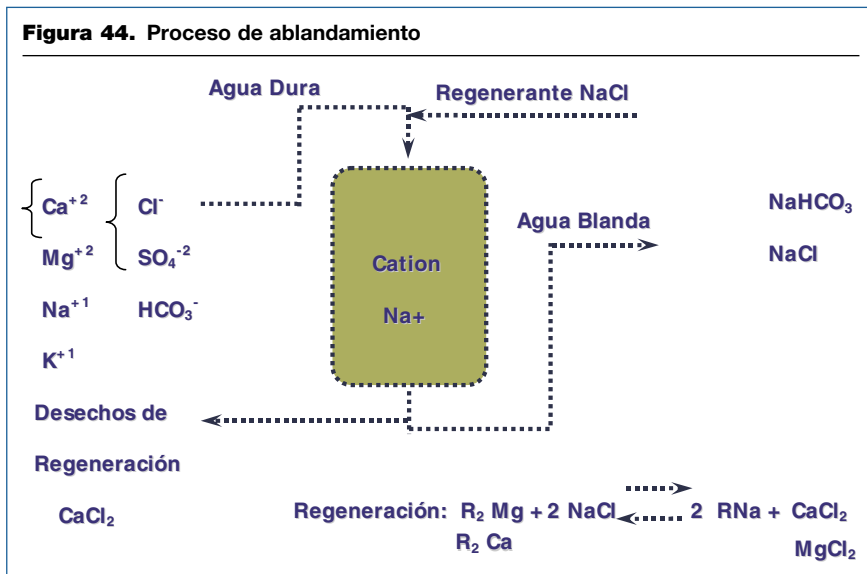 Figura 44. Proceso de ablandamiento
Agua Dura
Regenerante NaCl
Ca⁺² Cl⁻
Mg⁺² SO₄⁻²
Na⁺¹ HCO₃⁻
K⁺¹
Cation
Na+
Agua Blanda
NaHCO₃
NaCl
Desechos de
Regeneración
CaCl₂
Regeneración: R₂ Mg + 2 NaCl 2 RNa + CaCl₂
R₂ Ca MgCl₂